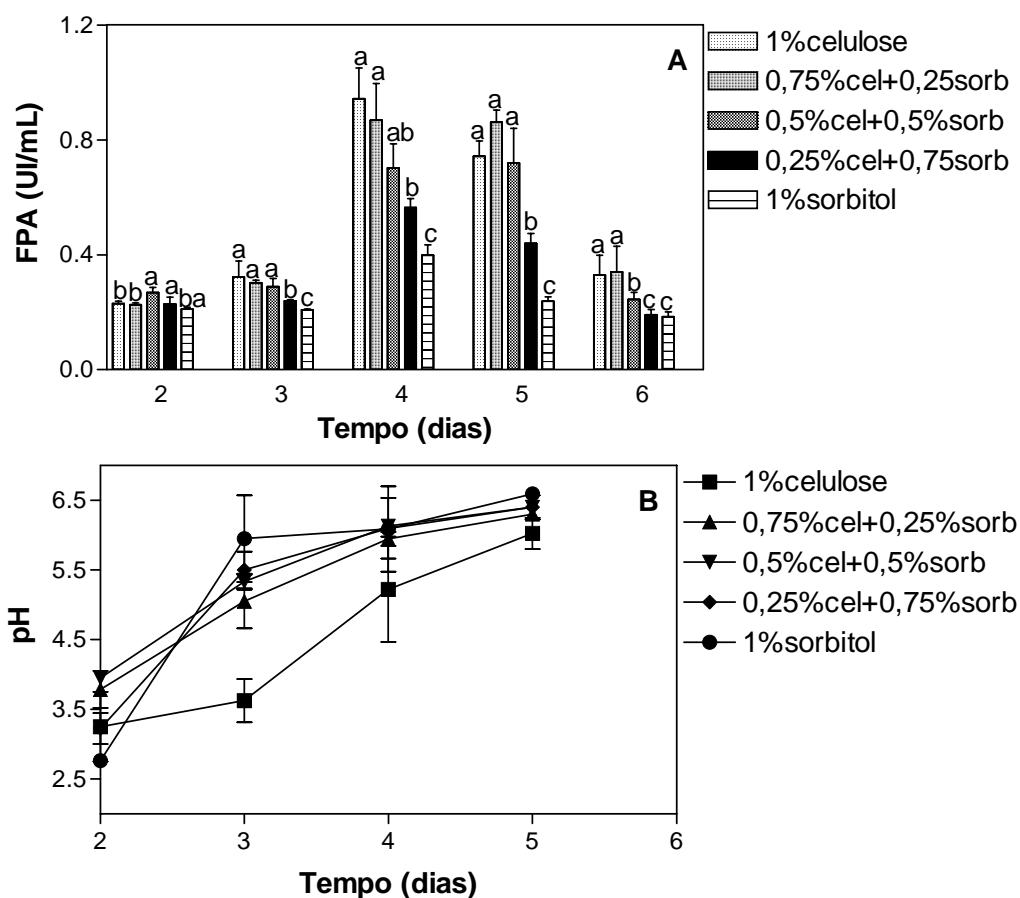 1.2
0.8
0.4
0.0
FPA (UI/mL)
A
bb a a ba
a a a b c
a a ab b c
a a a b c
a a b c c
2 3 4 5 6
Tempo (dias)
1%celulose
0,75%cel+0,25sorb
0,5%cel+0,5%sorb
0,25%cel+0,75sorb
1%sorbitol
6.5
5.5
4.5
3.5
2.5
pH
B
2 3 4 5 6
Tempo (dias)
1%celulose
0,75%cel+0,25%sorb
0,5%cel+0,5%sorb
0,25%cel+0,75%sorb
1%sorbitol